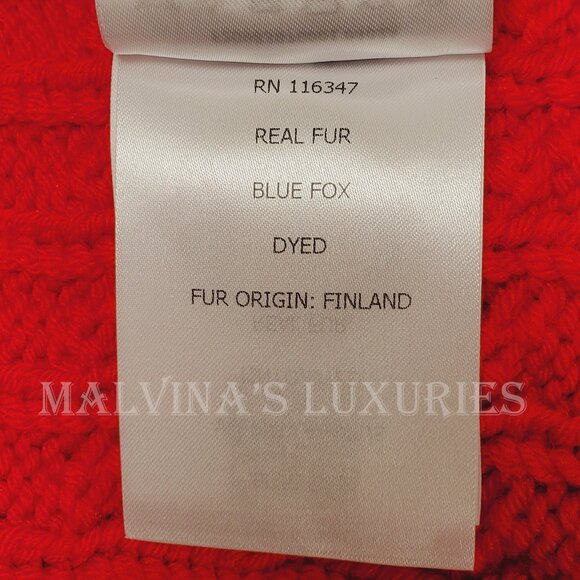 RN 116347
REAL FUR
BLUE FOX
DYED
FUR ORIGIN: FINLAND
MALVINA'S LUXURIES